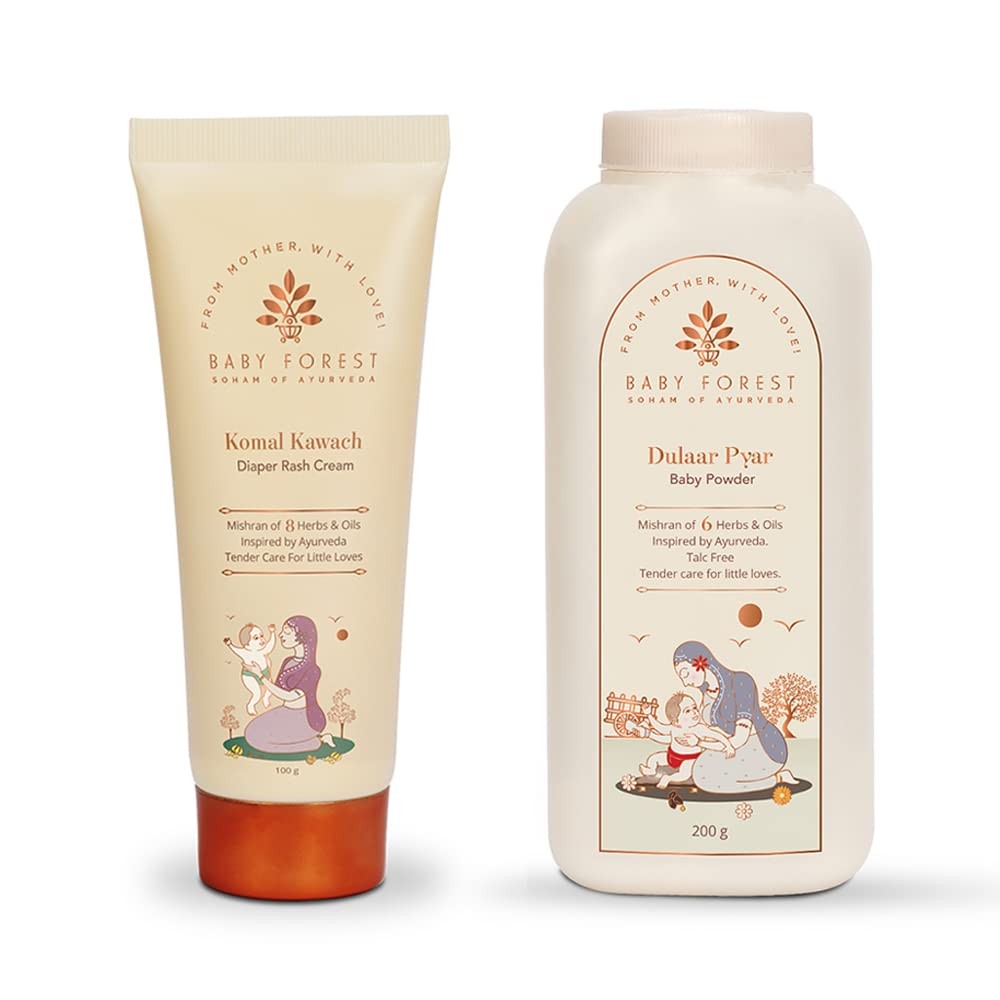 FROM MOTHER, WITH LOVE!
BABY FOREST
SOHAM OF AYURVEDA
Komal Kawach
Diaper Rash Cream
Mishran of 8 Herbs & Oils
Inspired by Ayurveda
Tender Care For Little Loves
100 g
FROM MOTHER, WITH LOVE!
BABY FOREST
SOHAM OF AYURVEDA
Dulaar Pyar
Baby Powder
Mishran of 6 Herbs & Oils
Inspired by Ayurveda.
Talc Free
Tender care for little loves.
200 g